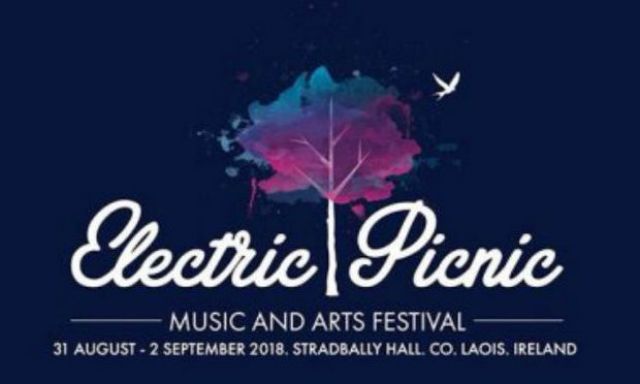 Electric Picnic
MUSIC AND ARTS FESTIVAL
31 AUGUST - 2 SEPTEMBER 2018. STRADBALLY HALL. CO. LAOIS. IRELAND